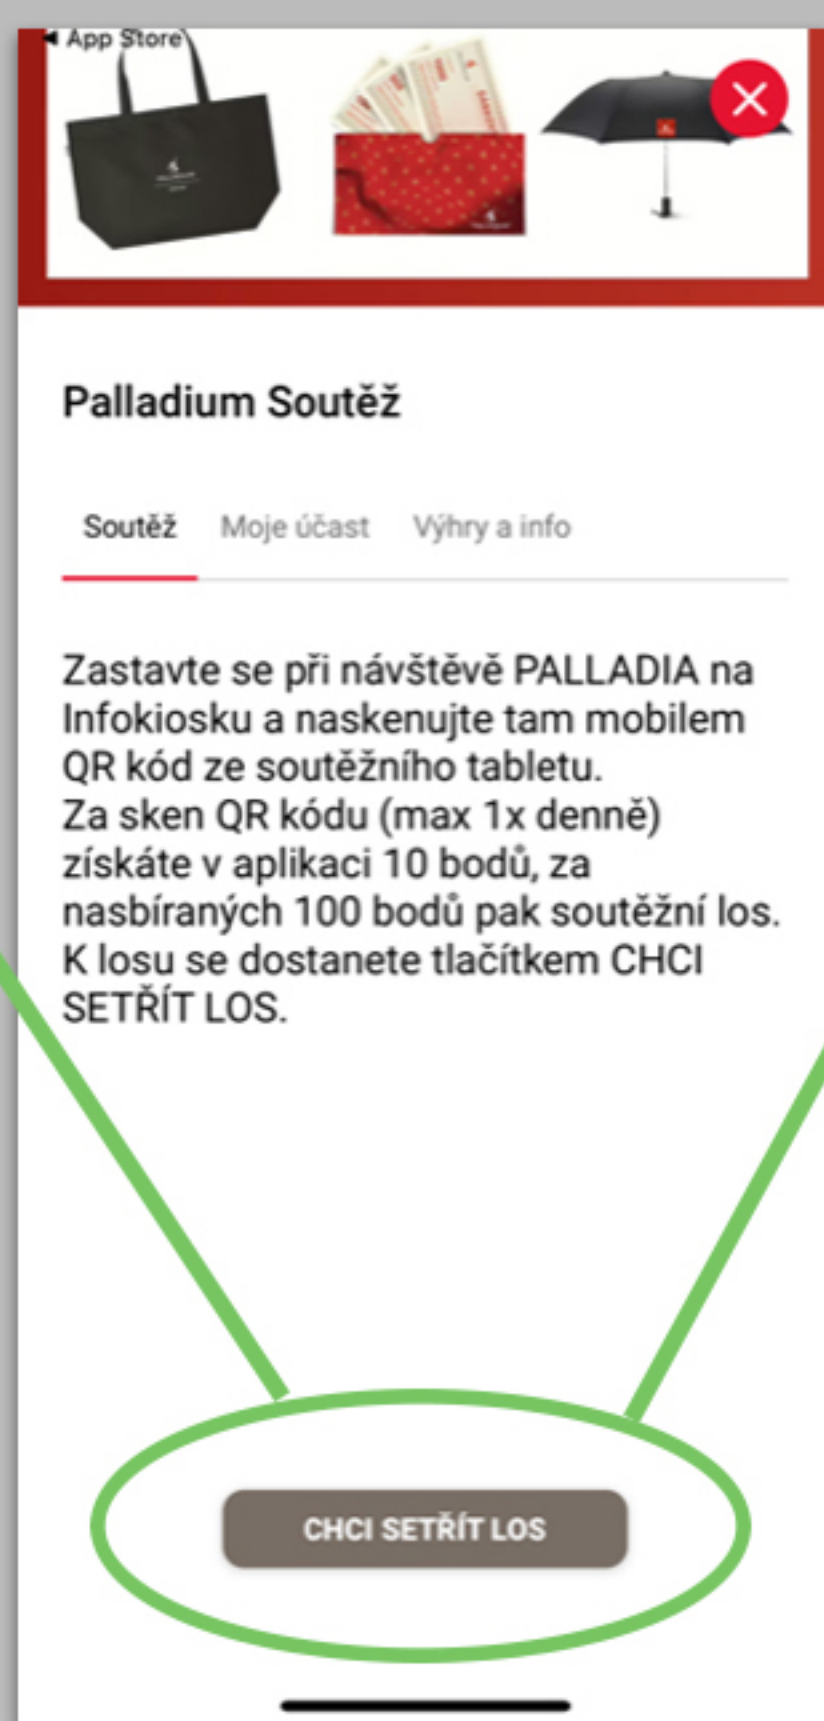 App Store
Palladium Soutěž
Soutěž Moje účast Výhry a info
Zastavte se při návštěvě PALLADIA na
Infokiosku a naskenujte tam mobilem
QR kód ze soutěžního tabletu.
Za sken QR kódu (max 1x denně)
získáte v aplikaci 10 bodů, za
nasbíraných 100 bodů pak soutěžní los.
K losu se dostanete tlačítkem CHCI
SETŘÍT LOS.
CHCI SETŘÍT LOS